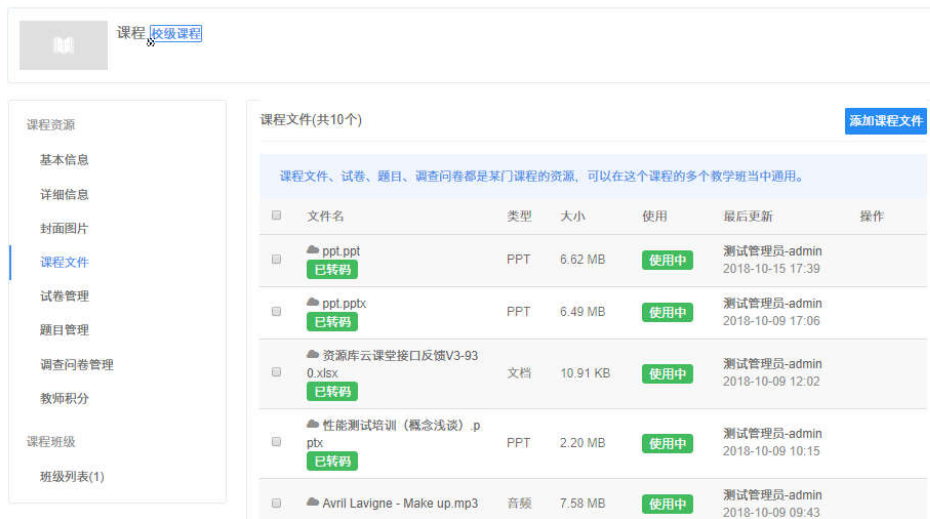 课程 校级课程
课程资源
基本信息
详细信息
封面图片
课程文件
试卷管理
题目管理
调查问卷管理
教师积分
课程班级
班级列表(1)
课程文件(共10个)
添加课程文件
课程文件、试卷、题目、调查问卷都是某门课程的资源，可以在这个课程的多个教学班当中通用。
文件名 类型 大小 使用 最后更新 操作
ppt.ppt
已转码
PPT 6.62 MB 使用中
测试管理员-admin
2018-10-15 17:39
ppt.pptx
已转码
PPT 6.49 MB 使用中
测试管理员-admin
2018-10-09 17:06
资源库云课堂接口反馈V3-93
0.xlsx
已转码
文档 10.91 KB 使用中
测试管理员-admin
2018-10-09 12:02
性能测试培训（概念浅谈）.p
ptx
已转码
PPT 2.20 MB 使用中
测试管理员-admin
2018-10-09 10:15
Avril Lavigne - Make up.mp3
音频 7.58 MB 使用中
测试管理员-admin
2018-10-09 09:43